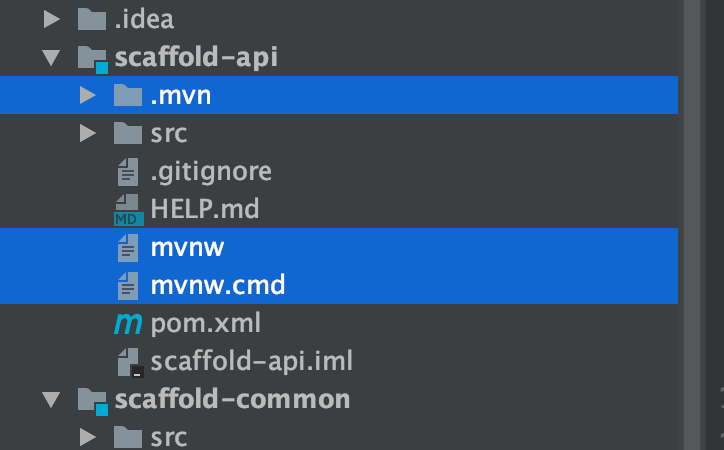 .idea
scaffold-api
.mvn
src
.gitignore
HELP.md
MD
mvnw
mvnw.cmd
m pom.xml
scaffold-api.iml
scaffold-common
src